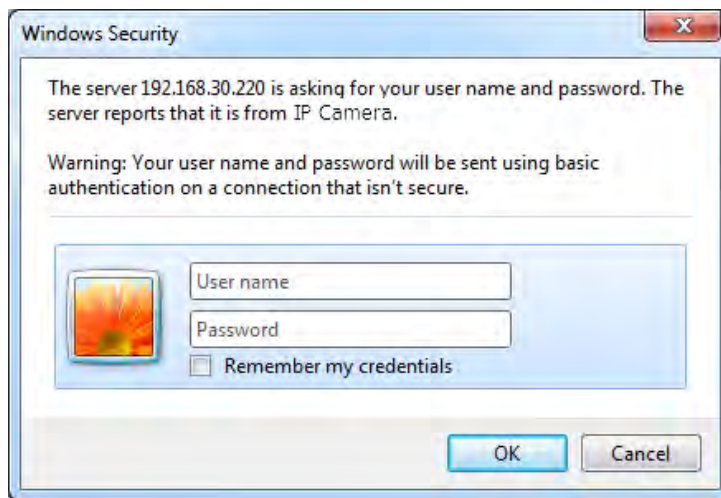 Windows Security
The server 192.168.30.220 is asking for your user name and password. The
server reports that it is from IP Camera.
Warning: Your user name and password will be sent using basic
authentication on a connection that isn't secure.
User name
Password
Remember my credentials
OK
Cancel